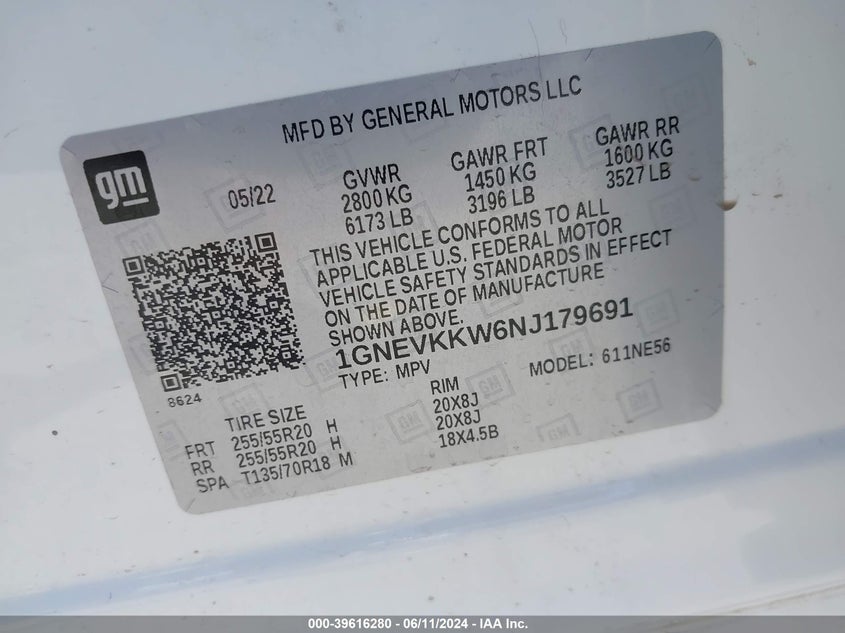 MFD BY GENERAL MOTORS LLC
gm
05/22
GVWR
2800 KG
6173 LB
GAWR FRT
1450 KG
3196 LB
GAWR RR
1600 KG
3527 LB
THIS VEHICLE CONFORMS TO ALL
APPLICABLE U.S. FEDERAL MOTOR
VEHICLE SAFETY STANDARDS IN EFFECT
ON THE DATE OF MANUFACTURE
SHOWN ABOVE.
1GNEVKKW6NJ179691
TYPE: MPV MODEL: 611NE56
8624
TIRE SIZE RIM
FRT 255/55R20 H 20X8J
RR 255/55R20 H 20X8J
SPA T135/70R18 M 18X4.5B
000-39616280 - 06/11/2024 - IAA Inc.